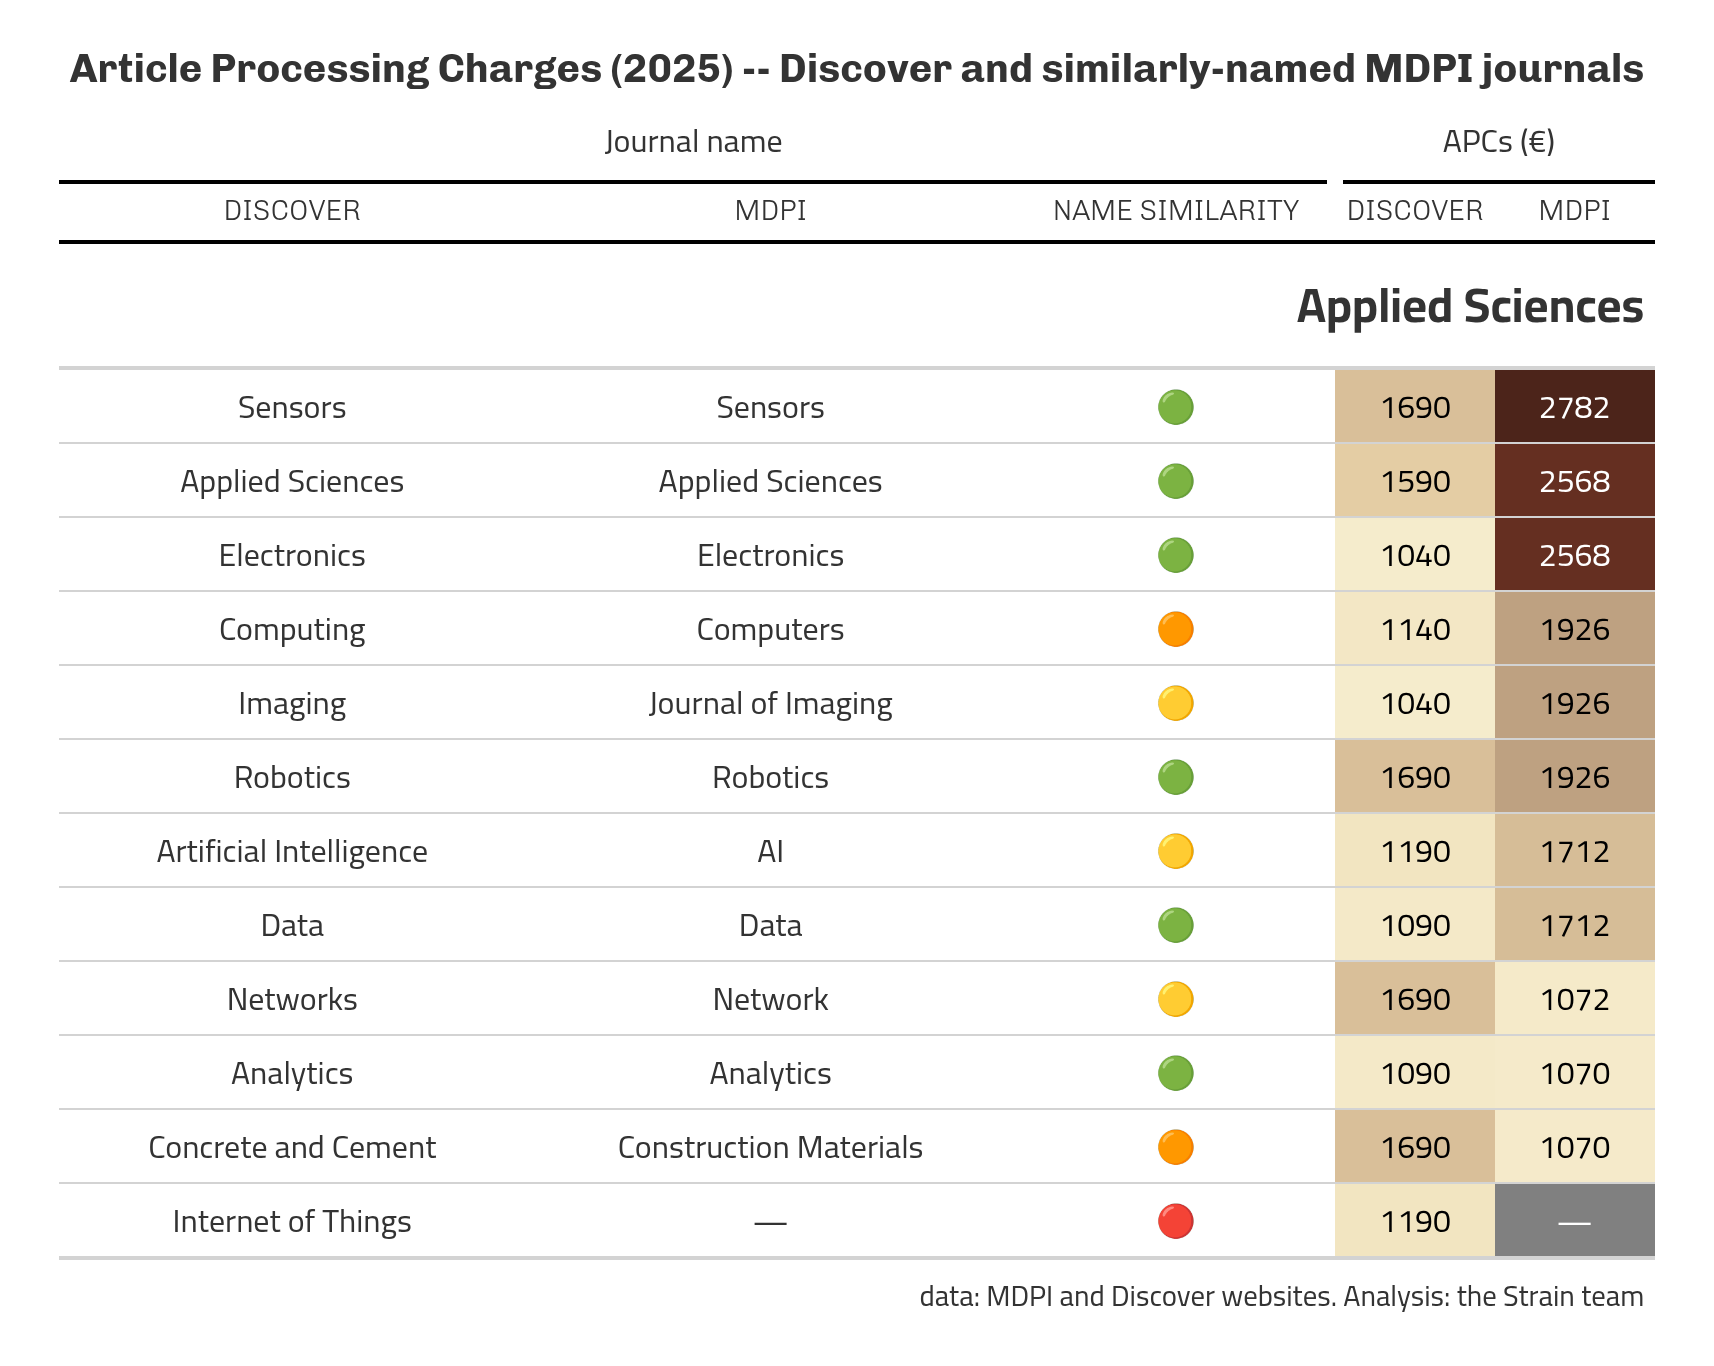 Article Processing Charges (2025) -- Discover and similarly-named MDPI journals
Journal name APCs (€)
DISCOVER MDPI NAME SIMILARITY DISCOVER MDPI
Applied Sciences
Sensors Sensors 1690 2782
Applied Sciences Applied Sciences 1590 2568
Electronics Electronics 1040 2568
Computing Computers 1140 1926
Imaging Journal of Imaging 1040 1926
Robotics Robotics 1690 1926
Artificial Intelligence AI 1190 1712
Data Data 1090 1712
Networks Network 1690 1072
Analytics Analytics 1090 1070
Concrete and Cement Construction Materials 1690 1070
Internet of Things — 1190 —
data: MDPI and Discover websites. Analysis: the Strain team